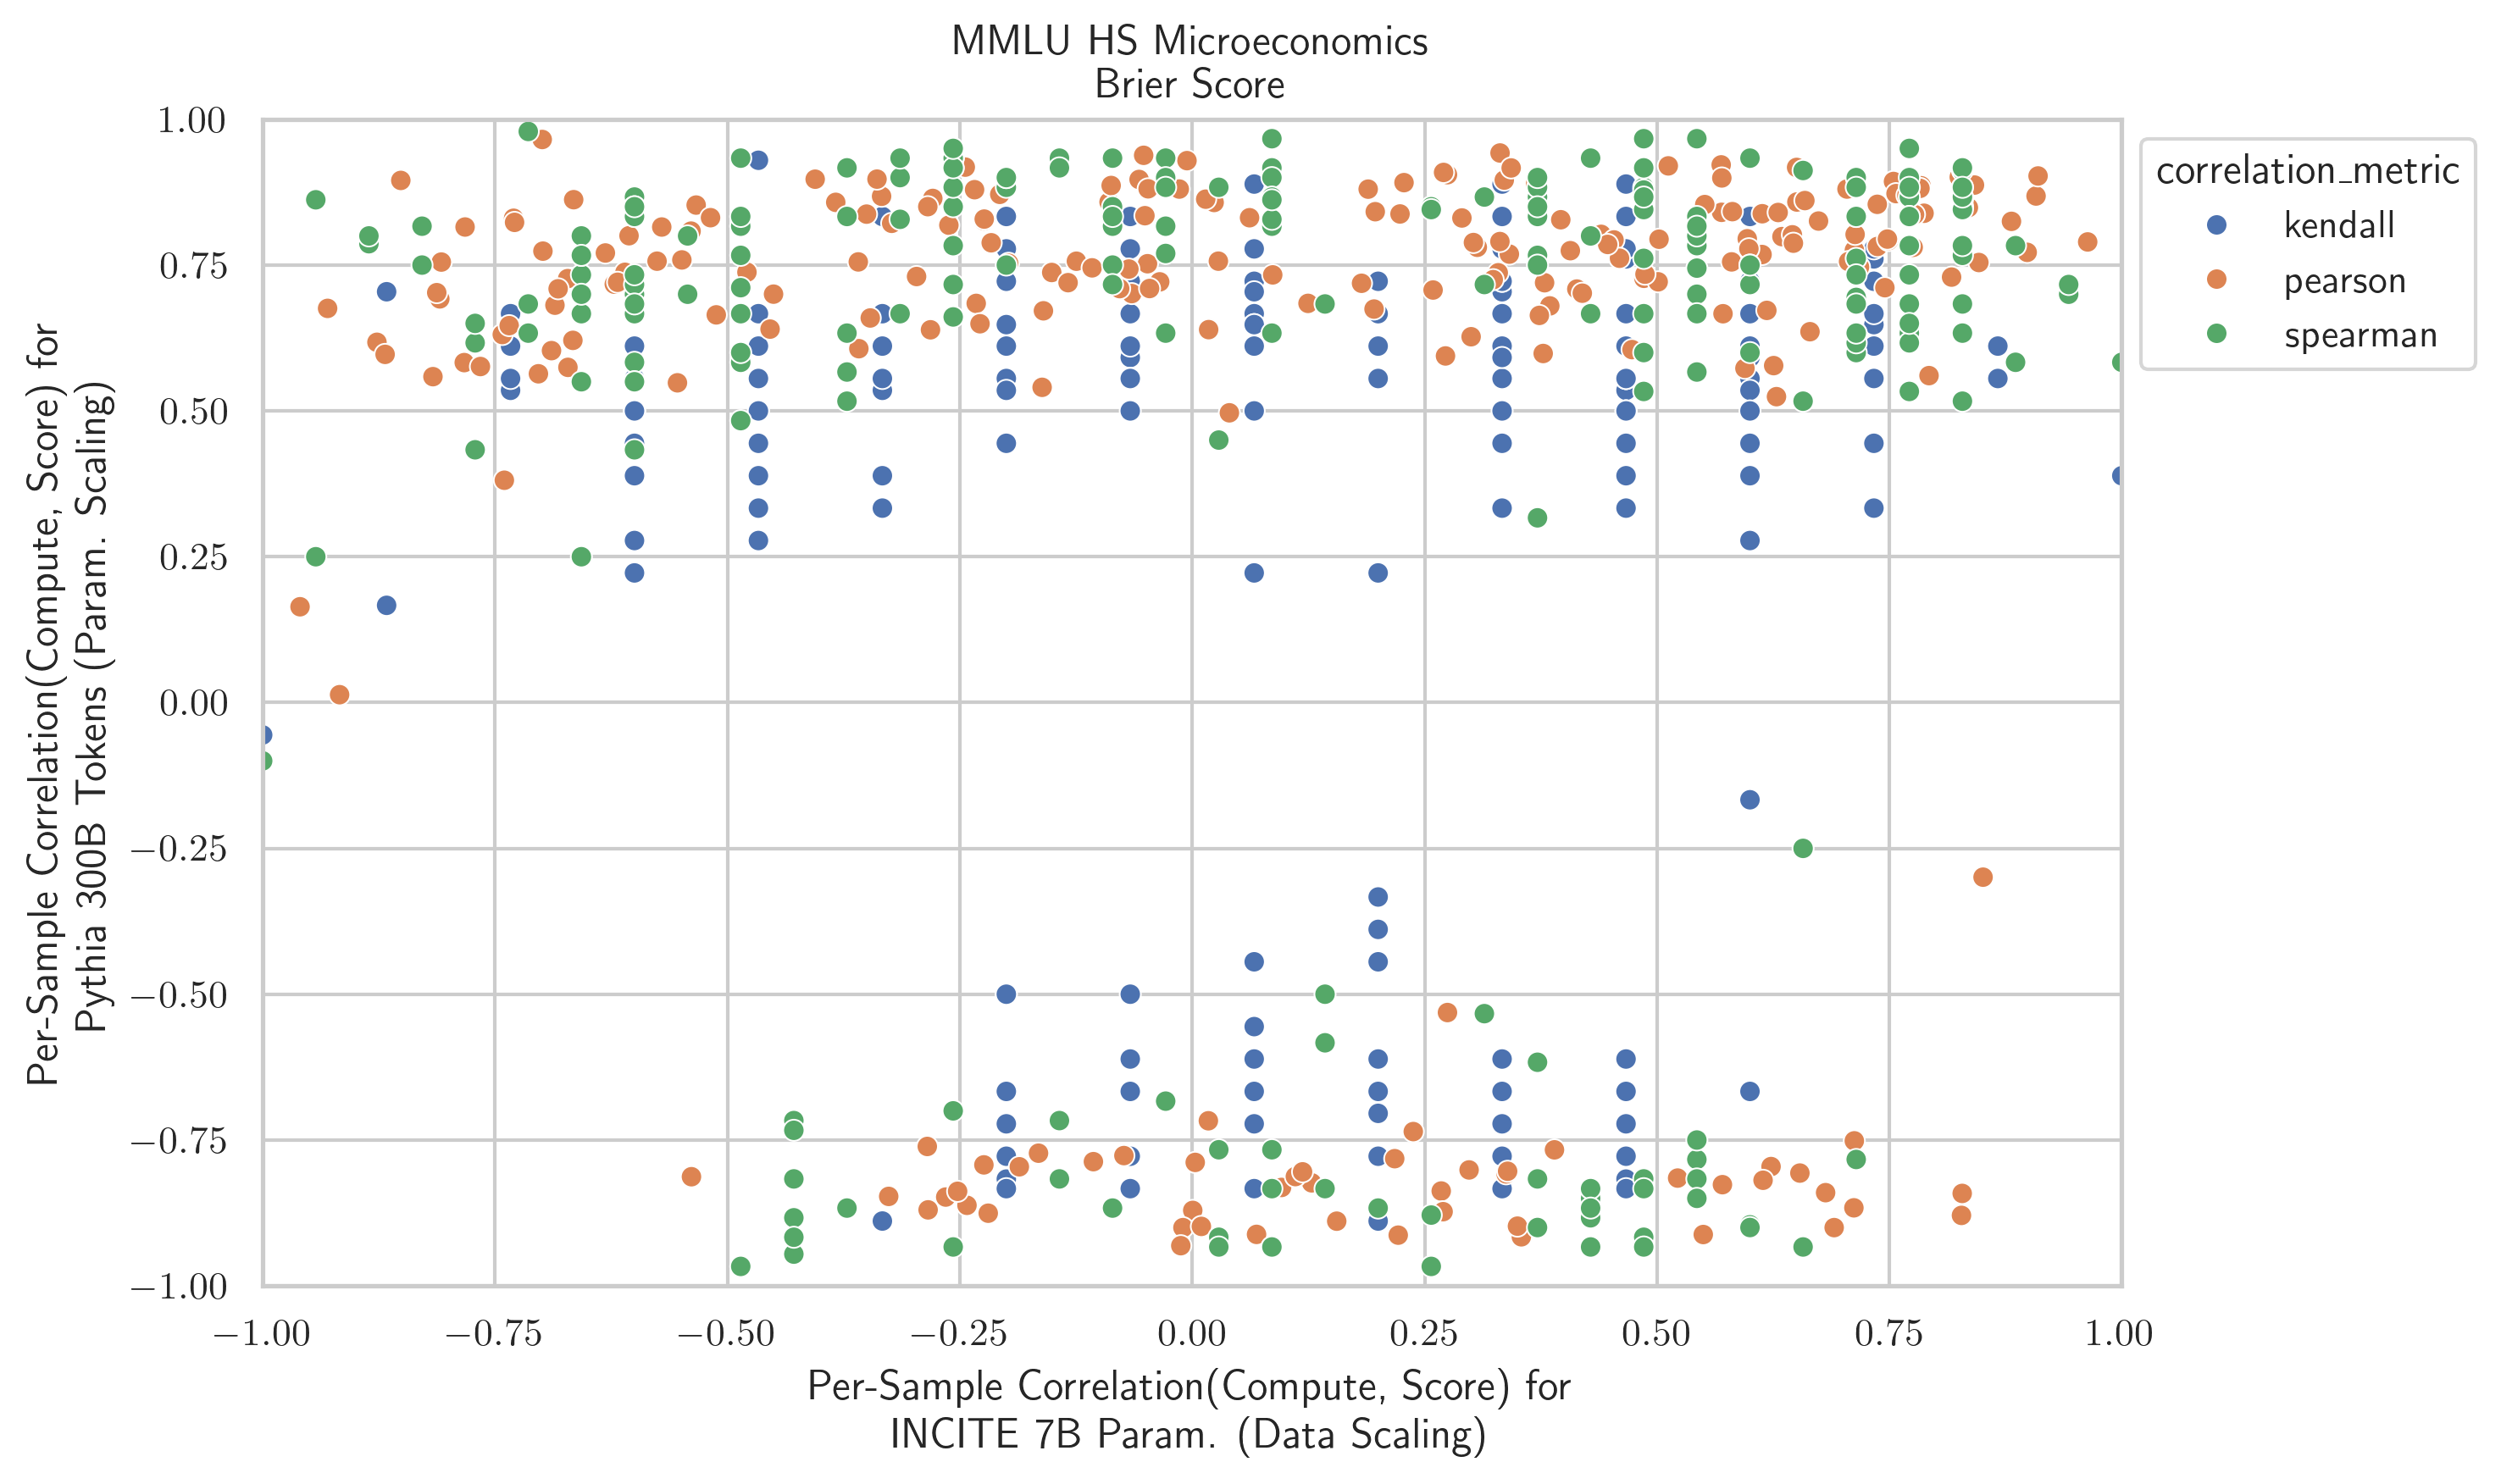 MMLU HS Microeconomics
Brier Score
Per-Sample Correlation(Compute, Score) for
Pythia 300B Tokens (Param. Scaling)
1.00
0.75
0.50
0.25
0.00
−0.25
−0.50
−0.75
−1.00
−1.00
−0.75
−0.50
−0.25
0.00
0.25
0.50
0.75
1.00
Per-Sample Correlation(Compute, Score) for
INCITE 7B Param. (Data Scaling)
correlation_metric
kendall
pearson
spearman